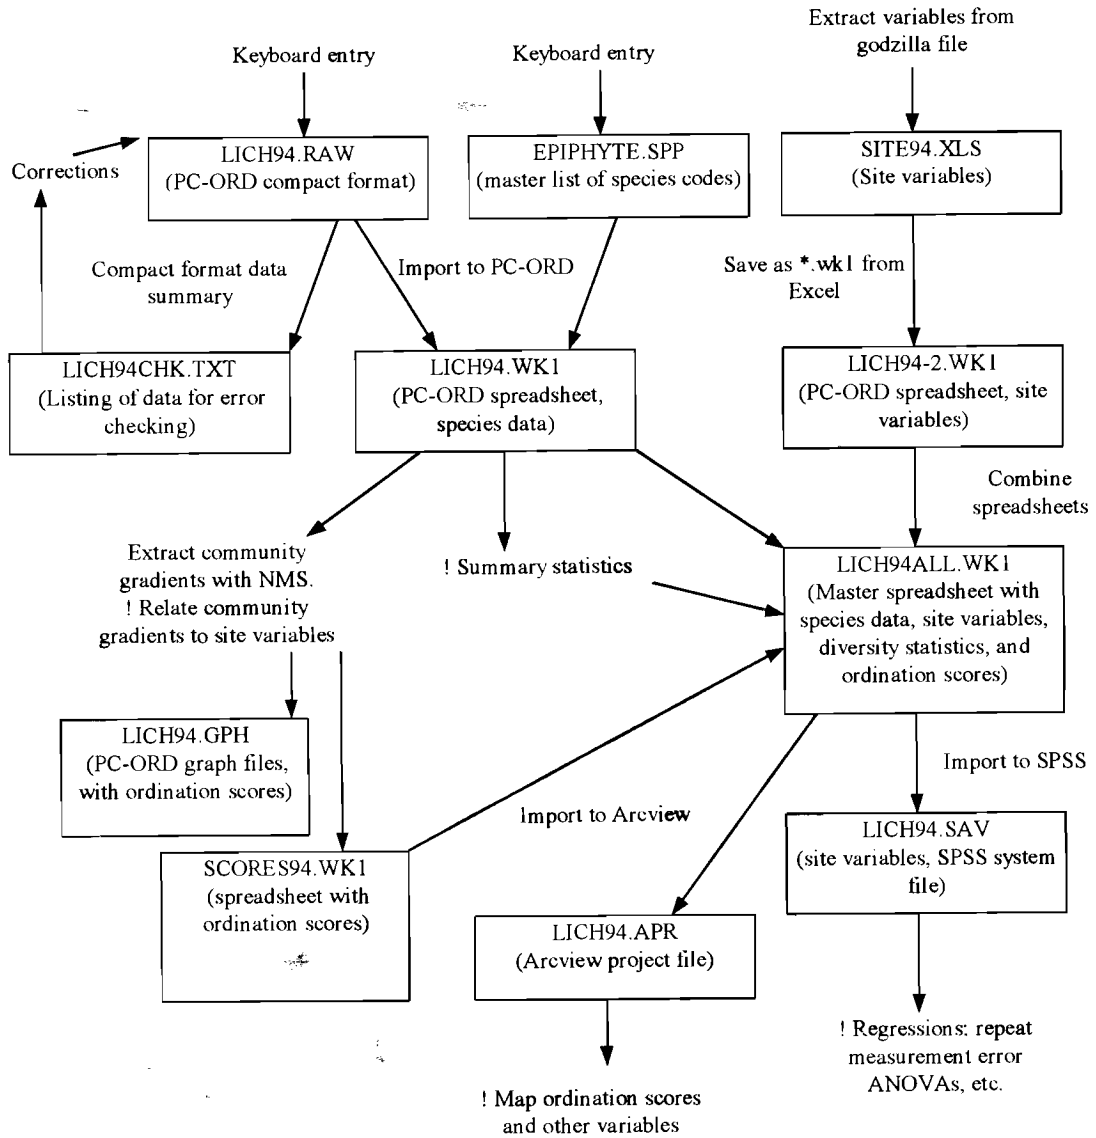 Extract variables from
godzilla file
Keyboard entry
Keyboard entry
LICH94.RAW
(PC-ORD compact format)
EPIPHYTE.SPP
(master list of species codes)
SITE94.XLS
(Site variables)
Corrections
Compact format data
summary
Import to PC-ORD
Save as *.wk1 from
Excel
LICH94CHK.TXT
(Listing of data for error
checking)
LICH94.WK1
(PC-ORD spreadsheet,
species data)
LICH94-2.WK1
(PC-ORD spreadsheet, site
variables)
Combine
spreadsheets
Extract community
gradients with NMS.
! Relate community
gradients to site variables
! Summary statistics
LICH94ALL.WK1
(Master spreadsheet with
species data, site variables,
diversity statistics, and
ordination scores)
LICH94.GPH
(PC-ORD graph files,
with ordination scores)
Import to SPSS
Import to Arcview
SCORES94.WK1
(spreadsheet with
ordination scores)
LICH94.SAV
(site variables, SPSS system
file)
LICH94.APR
(Arcview project file)
! Regressions: repeat
measurement error
ANOVAs, etc.
! Map ordination scores
and other variables